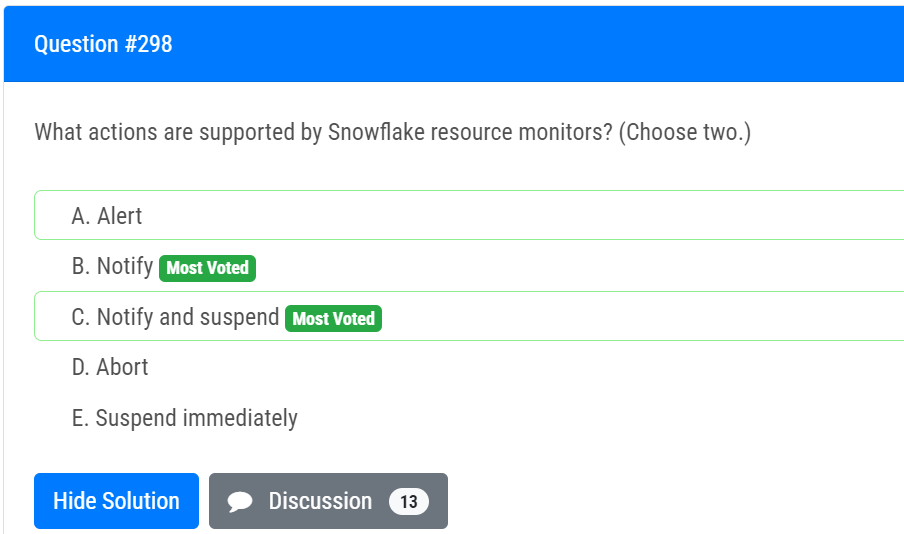 Question #298
What actions are supported by Snowflake resource monitors? (Choose two.)
A. Alert
B. Notify Most Voted
C. Notify and suspend Most Voted
D. Abort
E. Suspend immediately
Hide Solution Discussion 13